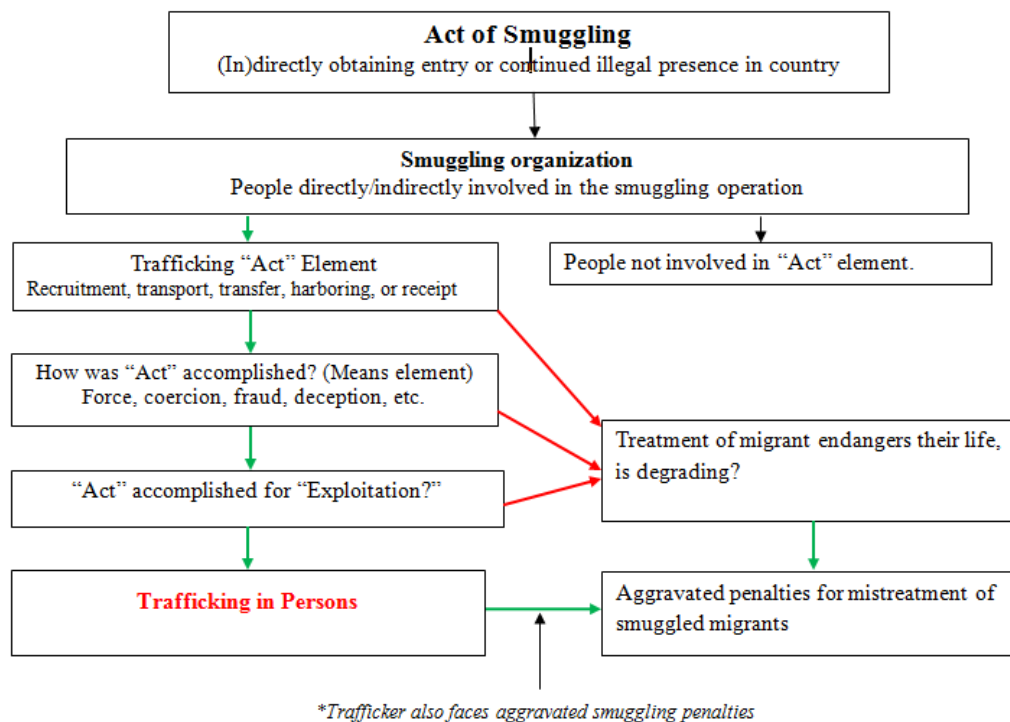 Act of Smuggling
(In)directly obtaining entry or continued illegal presence in country
Smuggling organization
People directly/indirectly involved in the smuggling operation
Trafficking “Act” Element
Recruitment, transport, transfer, harboring, or receipt
People not involved in “Act” element.
How was “Act” accomplished? (Means element)
Force, coercion, fraud, deception, etc.
Treatment of migrant endangers their life,
is degrading?
“Act” accomplished for “Exploitation?”
Trafficking in Persons
Aggravated penalties for mistreatment of
smuggled migrants
*Trafficker also faces aggravated smuggling penalties